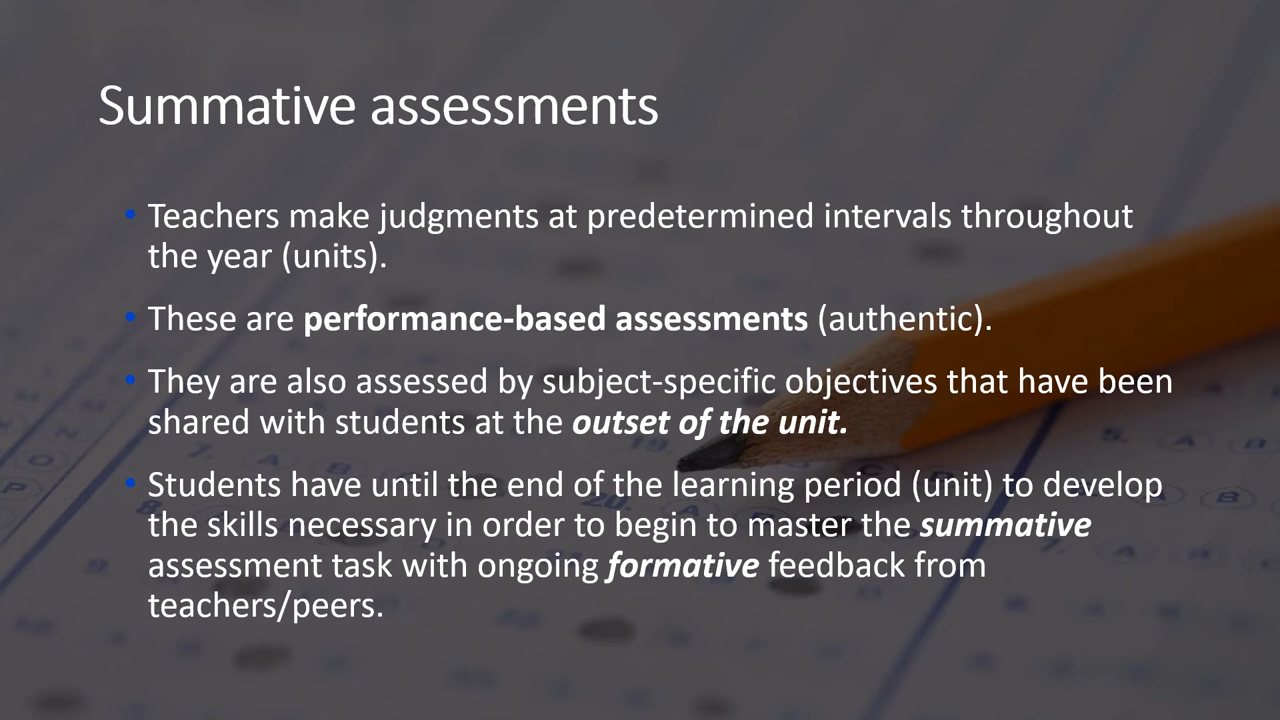 Summative assessments
• Teachers make judgments at predetermined intervals throughout
the year (units).
• These are performance-based assessments (authentic).
• They are also assessed by subject-specific objectives that have been
shared with students at the outset of the unit.
• Students have until the end of the learning period (unit) to develop
the skills necessary in order to begin to master the summative
assessment task with ongoing formative feedback from
teachers/peers.